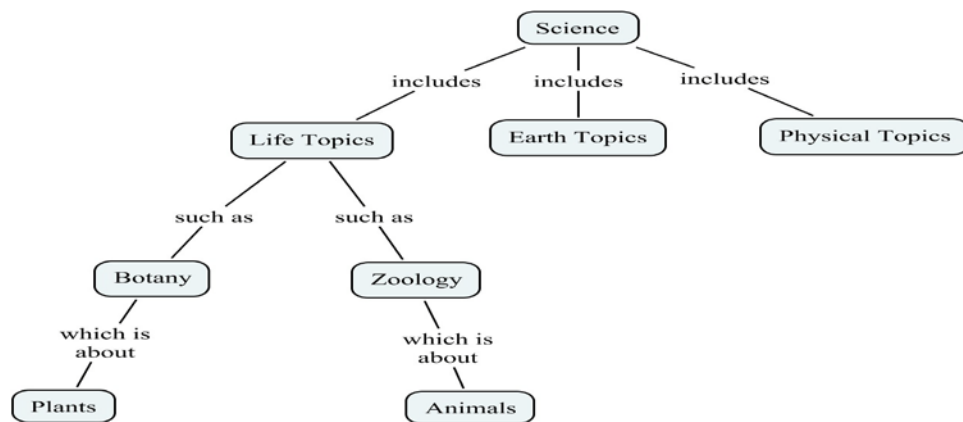 Science
includes
includes
includes
Life Topics
Earth Topics
Physical Topics
such as
such as
Botany
Zoology
which is
about
which is
about
Plants
Animals